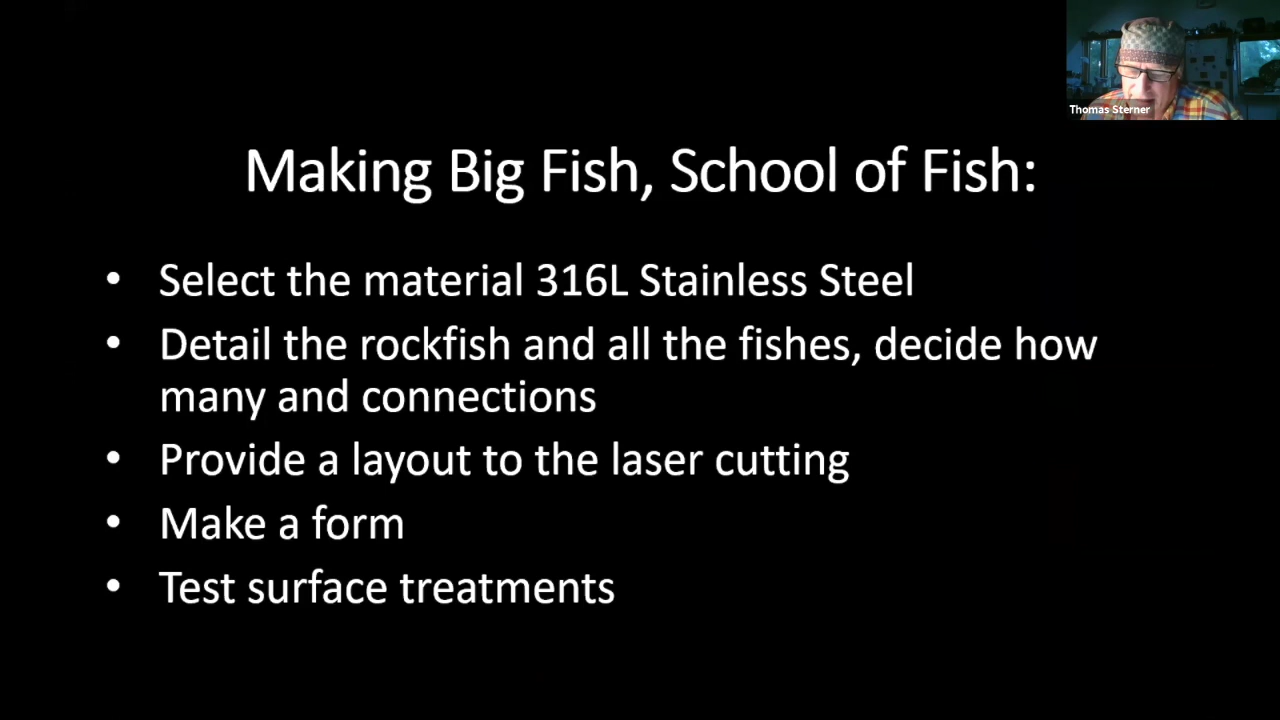 Thomas Sterner
Making Big Fish, School of Fish:
• Select the material 316L Stainless Steel
• Detail the rockfish and all the fishes, decide how
many and connections
• Provide a layout to the laser cutting
• Make a form
• Test surface treatments